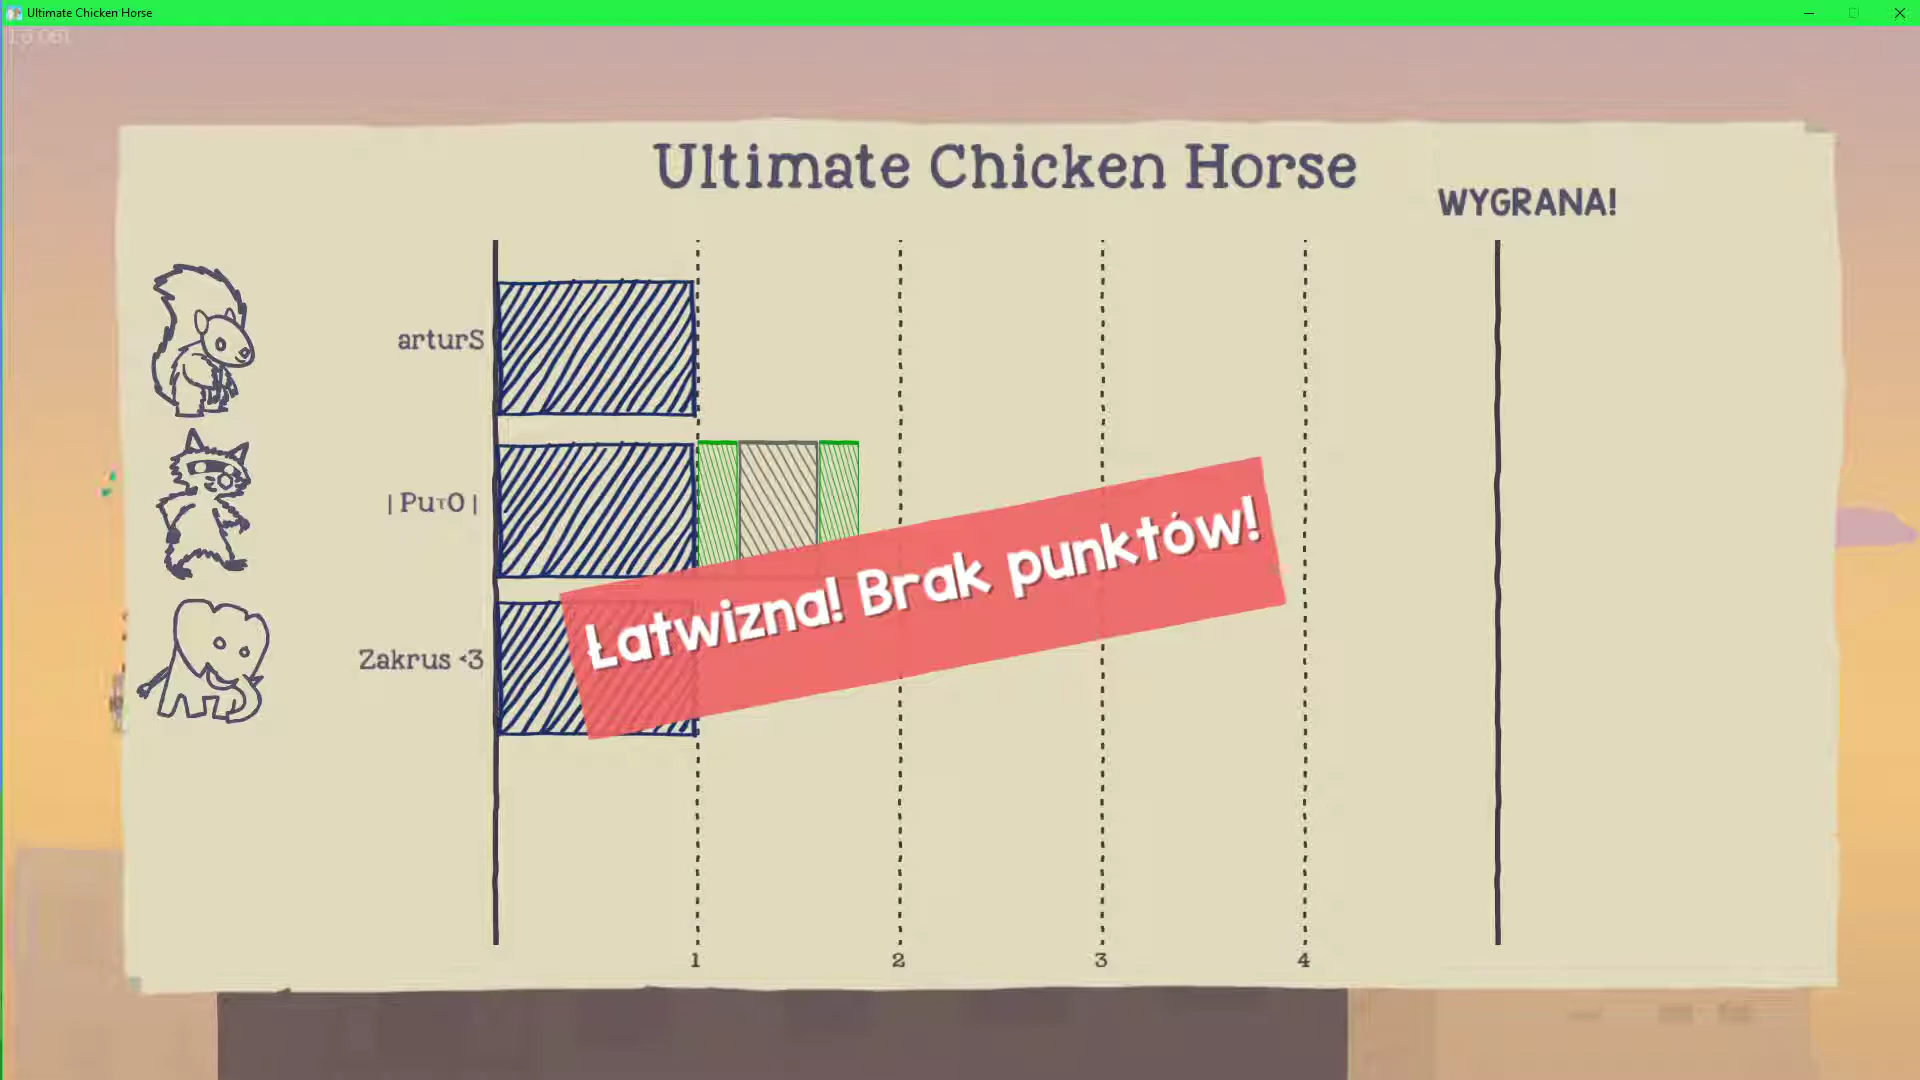 Ultimate Chicken Horse
Ultimate Chicken Horse
WYGRANA!
arturS
| PuтO |
Łatwizna! Brak punktów!
Zakrus <3
1 2 3 4